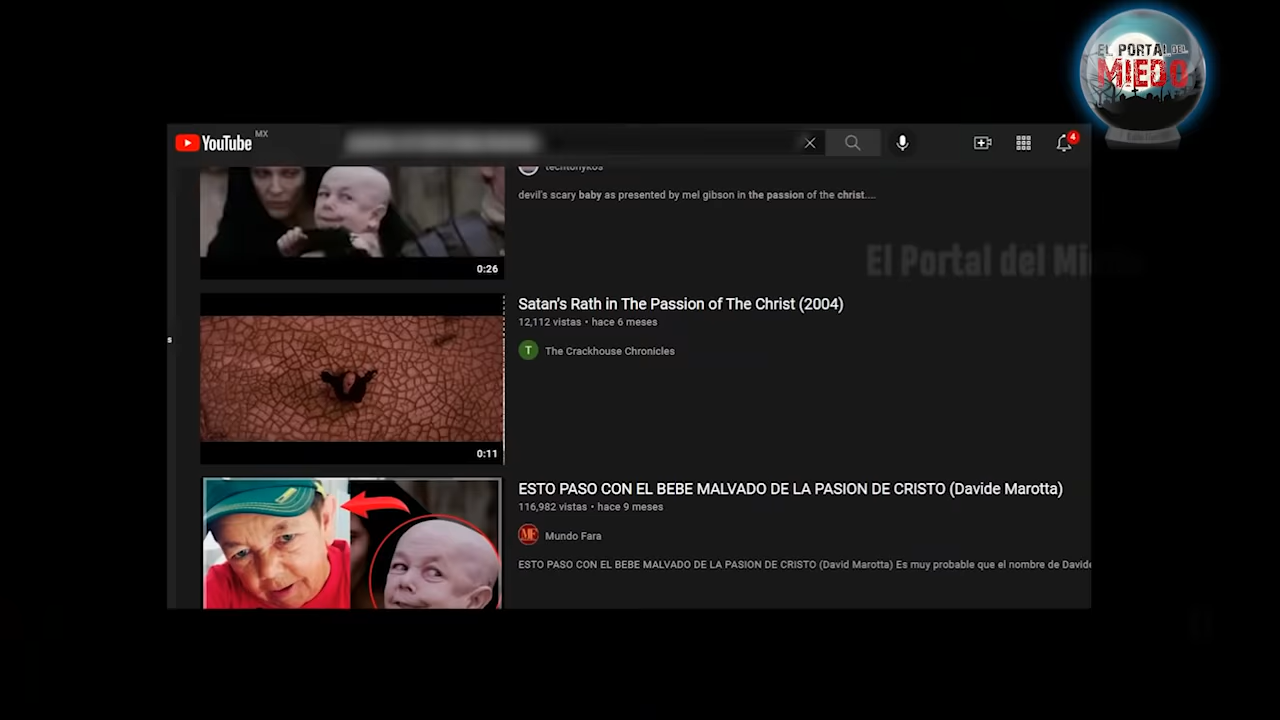 EL PORTAL DEL
MIEDO
YouTube MX
4
techtonykos
devil's scary baby as presented by mel gibson in the passion of the christ....
0:26
El Portal del Mi
Satan's Rath in The Passion of The Christ (2004)
12,112 vistas • hace 6 meses
T The Crackhouse Chronicles
s
0:11
ESTO PASO CON EL BEBE MALVADO DE LA PASION DE CRISTO (Davide Marotta)
116,982 vistas • hace 9 meses
MF Mundo Fara
ESTO PASO CON EL BEBE MALVADO DE LA PASION DE CRISTO (David Marotta) Es muy probable que el nombre de Davide